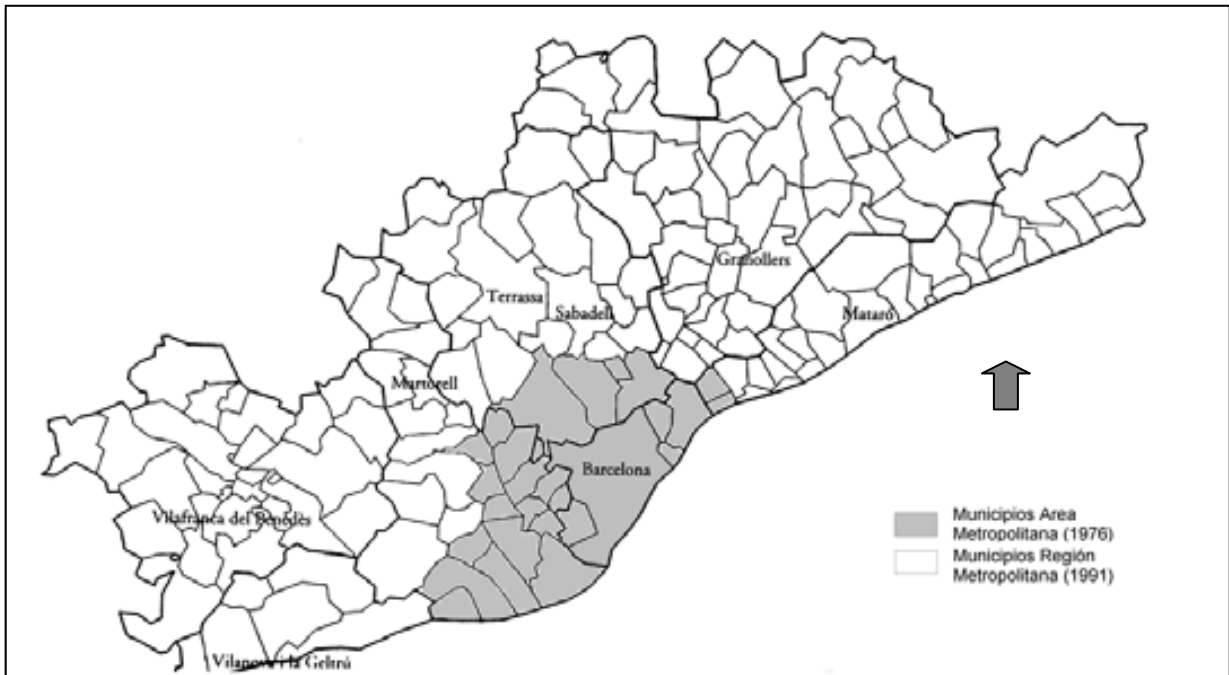 Granollers
Terrassa
Sabadell
Mataró
Martorell
Barcelona
Vilafranca del Penedès
Vilanova i la Geltrú
Municipios Area
Metropolitana (1976)
Municipios Región
Metropolitana (1991)